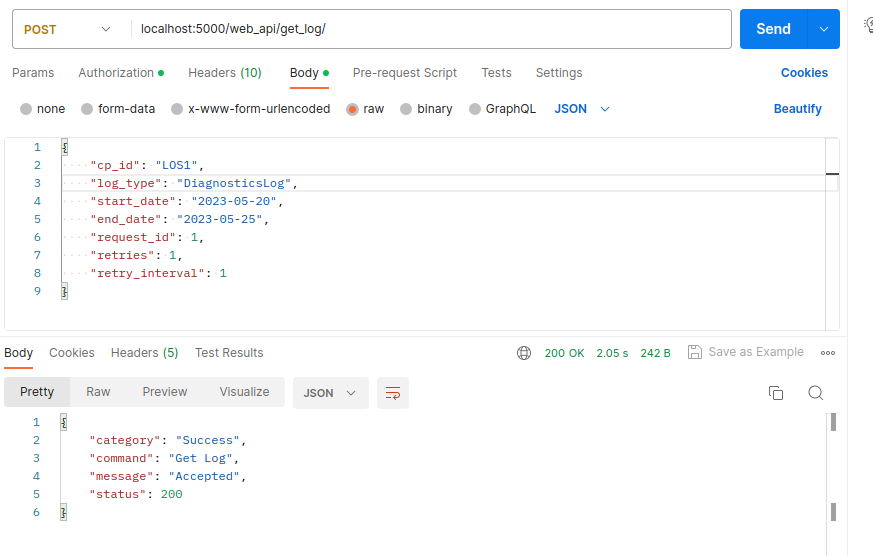 POST localhost:5000/web_api/get_log/ Send
Params Authorization Headers (10) Body Pre-request Script Tests Settings Cookies
none form-data x-www-form-urlencoded raw binary GraphQL JSON Beautify
1 {
2 "cp_id": "LOS1",
3 "log_type": "DiagnosticsLog",
4 "start_date": "2023-05-20",
5 "end_date": "2023-05-25",
6 "request_id": 1,
7 "retries": 1,
8 "retry_interval": 1
9 }
Body Cookies Headers (5) Test Results 200 OK 2.05 s 242 B Save as Example
Pretty Raw Preview Visualize JSON
1 {
2 "category": "Success",
3 "command": "Get Log",
4 "message": "Accepted",
5 "status": 200
6 }